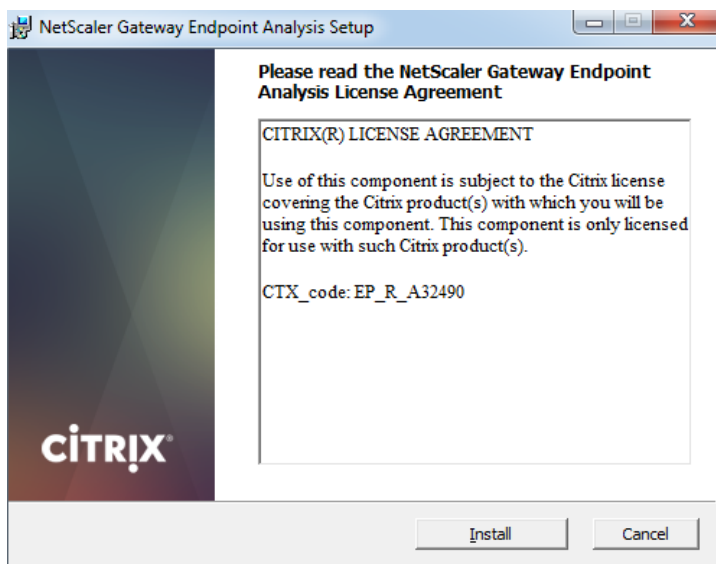 NetScaler Gateway Endpoint Analysis Setup
Please read the NetScaler Gateway Endpoint
Analysis License Agreement
CITRIX(R) LICENSE AGREEMENT
Use of this component is subject to the Citrix license
covering the Citrix product(s) with which you will be
using this component. This component is only licensed
for use with such Citrix product(s).
CTX_code: EP_R_A32490
CITRIX®
Install
Cancel